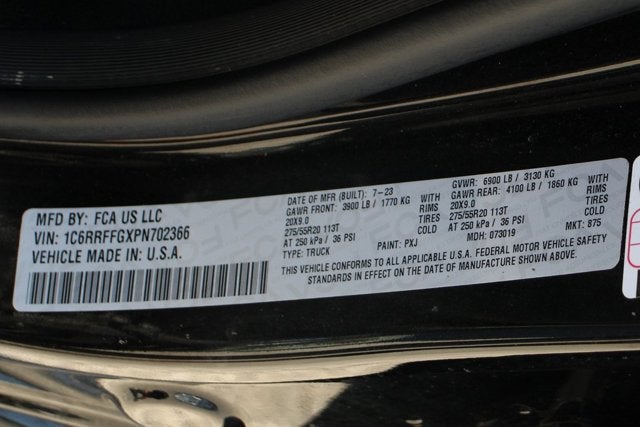 MFD BY: FCA US LLC
VIN: 1C6RRFFGXPN702366
VEHICLE MADE IN: U.S.A.
DATE OF MFR (BUILT): 7-23
GAWR FRONT: 3900 LB / 1770 KG WITH
20X9.0 RIMS
275/55R20 113T TIRES
AT 250 kPa / 36 PSI COLD
TYPE: TRUCK PAINT: PXJ
GVWR: 6900 LB / 3130 KG
GAWR REAR: 4100 LB / 1860 KG WITH
20X9.0 RIMS
275/55R20 113T TIRES
AT 250 kPa / 36 PSI COLD
MDH: 073019 MKT: 875
THIS VEHICLE CONFORMS TO ALL APPLICABLE U.S.A. FEDERAL MOTOR VEHICLE SAFETY
STANDARDS IN EFFECT ON THE DATE OF MANUFACTURE SHOWN ABOVE.